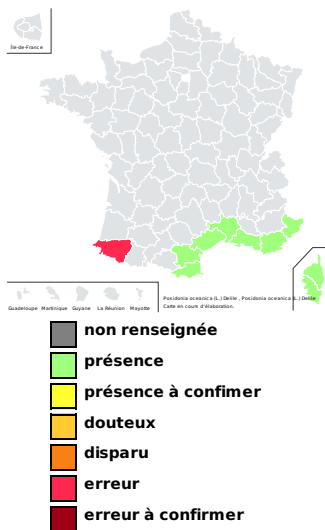 Île-de-France
Posidonia oceanica (L.) Delile , Posidonia oceanica (L.) Delile
Carte en cours d'élaboration.
Guadeloupe Martinique Guyane La Réunion Mayotte
non renseignée
présence
présence à confimer
douteux
disparu
erreur
erreur à confirmer